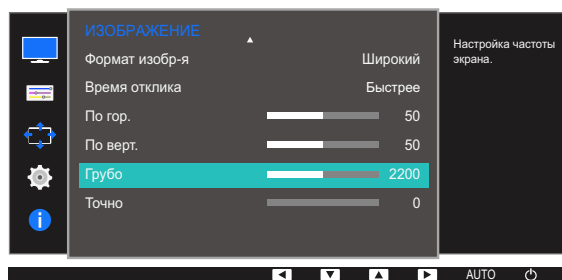 ИЗОБРАЖЕНИЕ
Формат изобр-я Широкий
Время отклика Быстрее
По гор. 50
По верт. 50
Грубо 2200
Точно 0
Настройка частоты
экрана.
AUTO